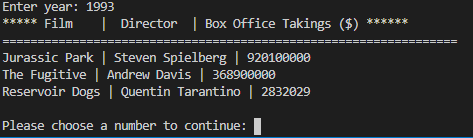 Enter year: 1993
***** Film    |  Director  | Box Office Takings ($) ******
=================================================================
Jurassic Park | Steven Spielberg | 920100000
The Fugitive | Andrew Davis | 368900000
Reservoir Dogs | Quentin Tarantino | 2832029
Please choose a number to continue: